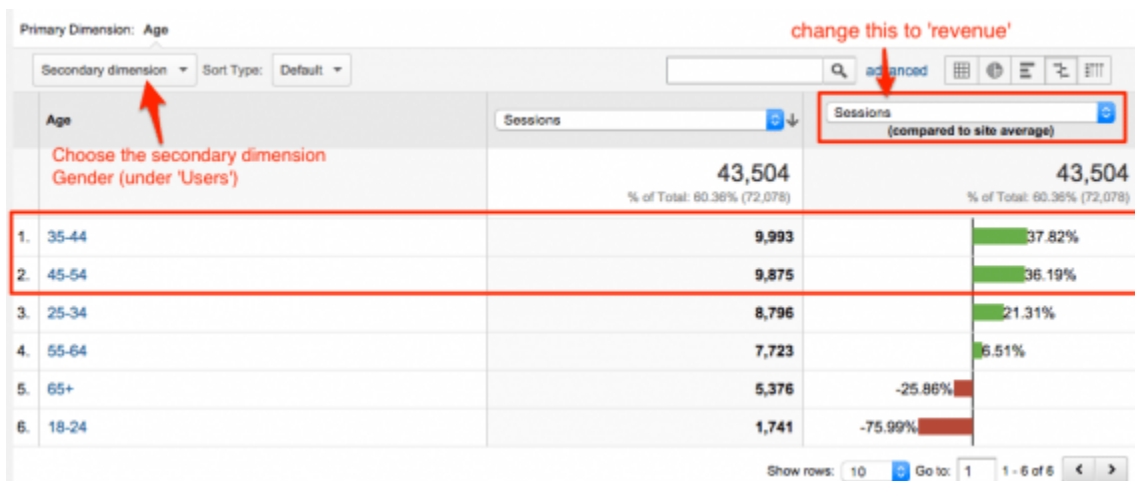 Primary Dimension: Age
change this to 'revenue'
Secondary dimension Sort Type: Default advanced
Age Sessions Sessions
(compared to site average)
Choose the secondary dimension
Gender (under 'Users')
43,504 43,504
% of Total: 60.36% (72,078) % of Total: 60.36% (72,078)
1. 35-44 9,993 37.82%
2. 45-54 9,875 36.19%
3. 25-34 8,796 21.31%
4. 55-64 7,723 6.51%
5. 65+ 5,376 -25.86%
6. 18-24 1,741 -75.99%
Show rows: 10 Go to: 1 1 - 6 of 6